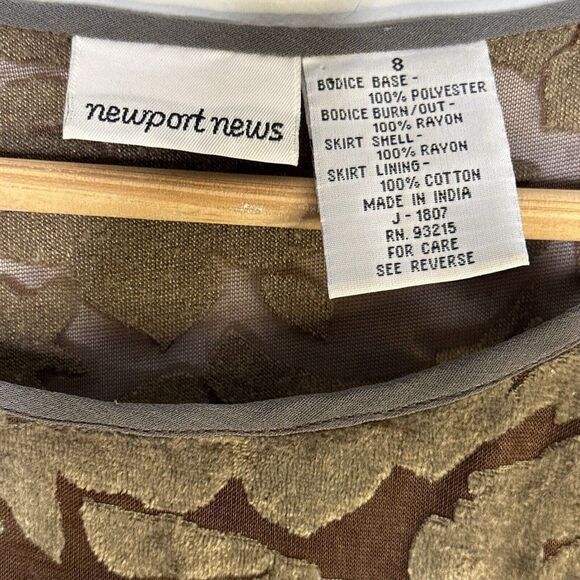 newport news
8
BODICE BASE -
100% POLYESTER
BODICE BURN/OUT -
100% RAYON
SKIRT SHELL -
100% RAYON
SKIRT LINING -
100% COTTON
MADE IN INDIA
J - 1807
RN. 93215
FOR CARE
SEE REVERSE